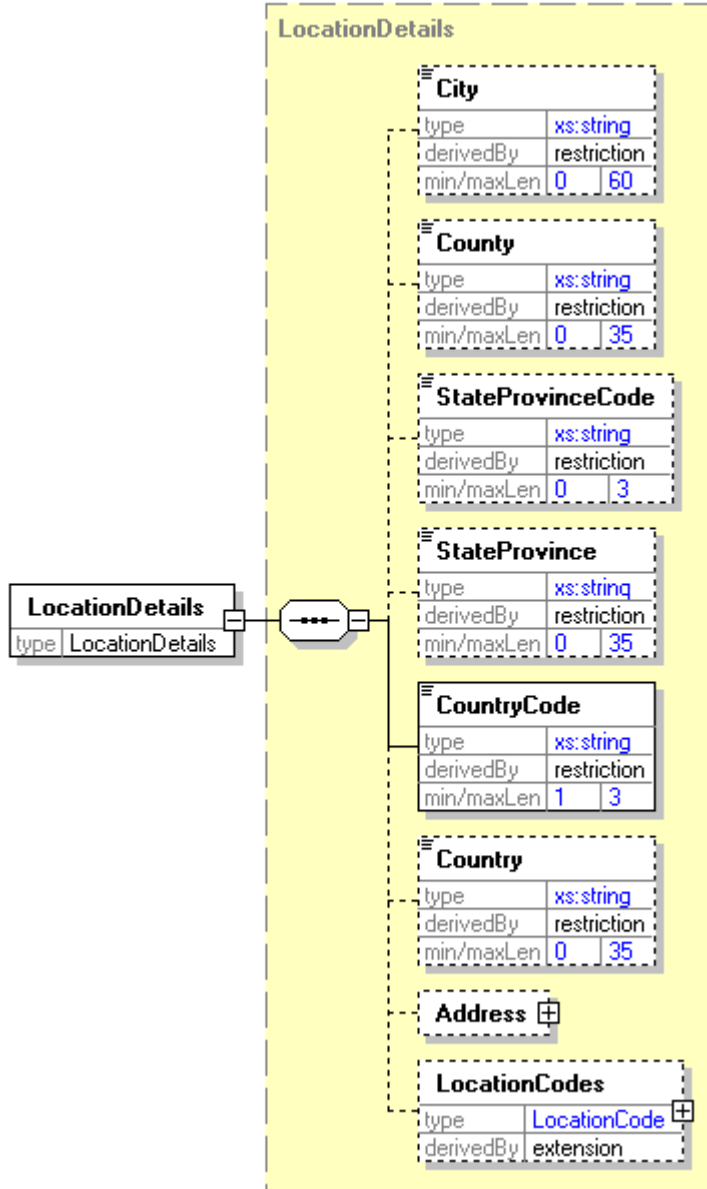 LocationDetails
City
type xs:string
derivedBy restriction
min/maxLen 0 60
County
type xs:string
derivedBy restriction
min/maxLen 0 35
StateProvinceCode
type xs:string
derivedBy restriction
min/maxLen 0 3
StateProvince
type xs:string
derivedBy restriction
min/maxLen 0 35
LocationDetails
type LocationDetails
CountryCode
type xs:string
derivedBy restriction
min/maxLen 1 3
Country
type xs:string
derivedBy restriction
min/maxLen 0 35
Address
LocationCodes
type LocationCode
derivedBy extension